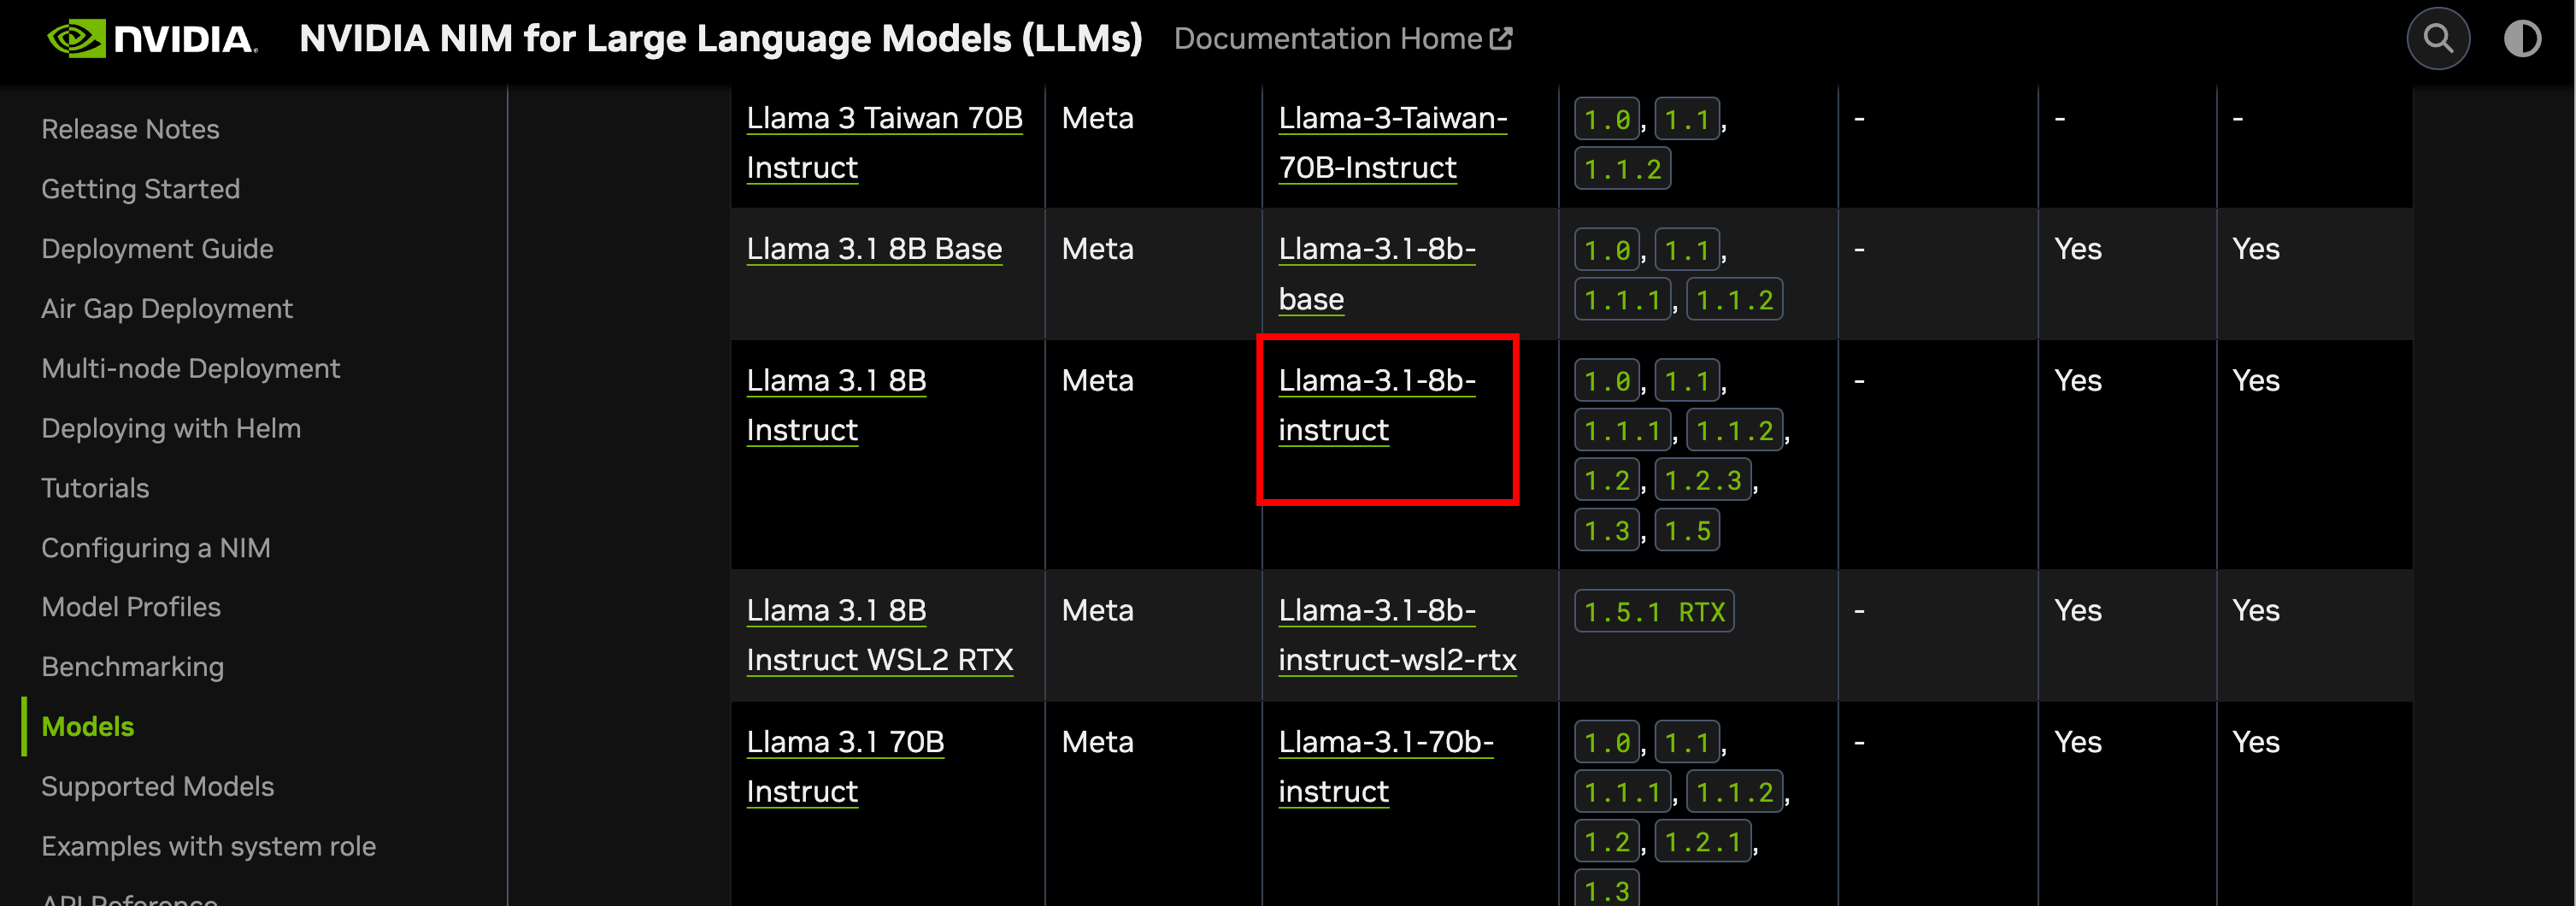 NVIDIA. NVIDIA NIM for Large Language Models (LLMs) Documentation Home
Release Notes
Getting Started
Deployment Guide
Air Gap Deployment
Multi-node Deployment
Deploying with Helm
Tutorials
Configuring a NIM
Model Profiles
Benchmarking
Models
Supported Models
Examples with system role
API Reference
Llama 3 Taiwan 70B
Instruct
Meta
Llama-3-Taiwan-
70B-Instruct
1.0, 1.1,
1.1.2
-
-
-
Llama 3.1 8B Base
Meta
Llama-3.1-8b-
base
1.0, 1.1,
1.1.1, 1.1.2
-
Yes
Yes
Llama 3.1 8B
Instruct
Meta
Llama-3.1-8b-
instruct
1.0, 1.1,
1.1.1, 1.1.2,
1.2, 1.2.3,
1.3, 1.5
-
Yes
Yes
Llama 3.1 8B
Instruct WSL2 RTX
Meta
Llama-3.1-8b-
instruct-wsl2-rtx
1.5.1 RTX
-
Yes
Yes
Llama 3.1 70B
Instruct
Meta
Llama-3.1-70b-
instruct
1.0, 1.1,
1.1.1, 1.1.2,
1.2, 1.2.1,
1.3
-
Yes
Yes